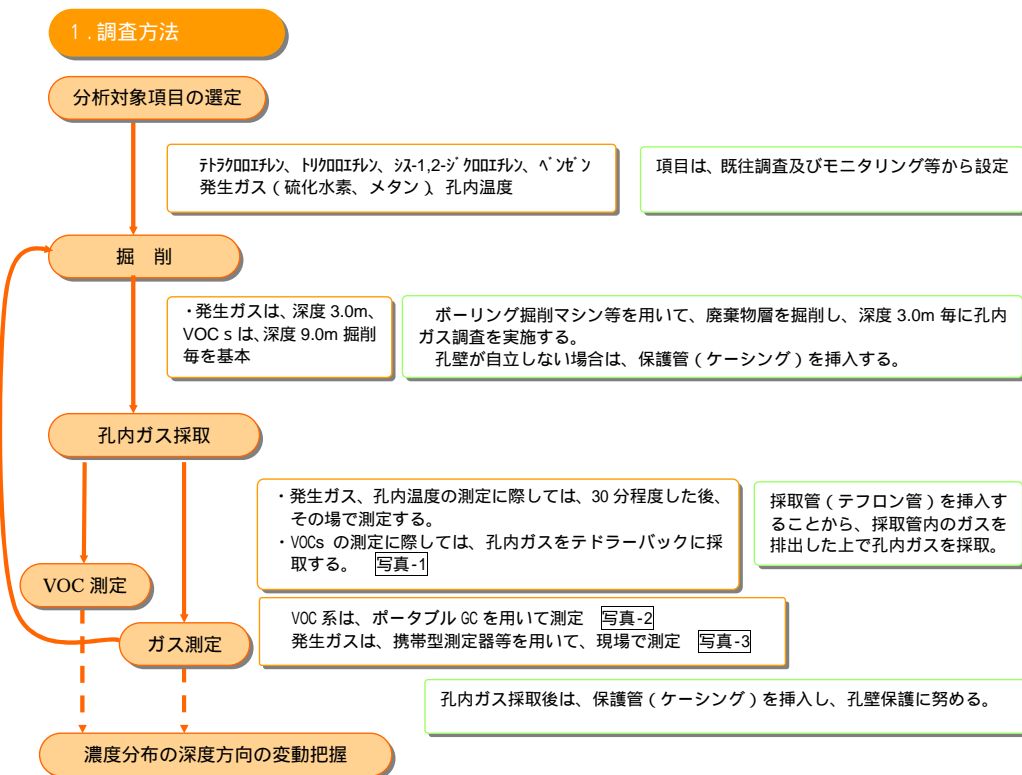 1.調査方法
分析対象項目の選定
ﾃﾄﾗｸﾛﾛｴﾁﾚﾝ、ﾄﾘｸﾛﾛｴﾁﾚﾝ、ｼｽ-1,2-ｼﾞｸﾛﾛｴﾁﾚﾝ、ﾍﾞﾝｾﾞﾝ
発生ガス(硫化水素、メタン)、孔内温度
項目は、既往調査及びモニタリング等から設定
掘 削
・発生ガスは、深度 3.0m、
VOCsは、深度 9.0m 掘削
毎を基本
ボーリング掘削マシン等を用いて、廃棄物層を掘削し、深度 3.0m 毎に孔内
ガス調査を実施する。
孔壁が自立しない場合は、保護管(ケーシング)を挿入する。
孔内ガス採取
・発生ガス、孔内温度の測定に際しては、30 分程度した後、
その場で測定する。
・VOCs の測定に際しては、孔内ガスをテドラーバックに採
取する。 写真-1
採取管(テフロン管)を挿入す
ることから、採取管内のガスを
排出した上で孔内ガスを採取。
VOC 測定
VOC 系は、ポータブル GC を用いて測定 写真-2
発生ガスは、携帯型測定器等を用いて、現場で測定 写真-3
ガス測定
孔内ガス採取後は、保護管(ケーシング)を挿入し、孔壁保護に努める。
濃度分布の深度方向の変動把握